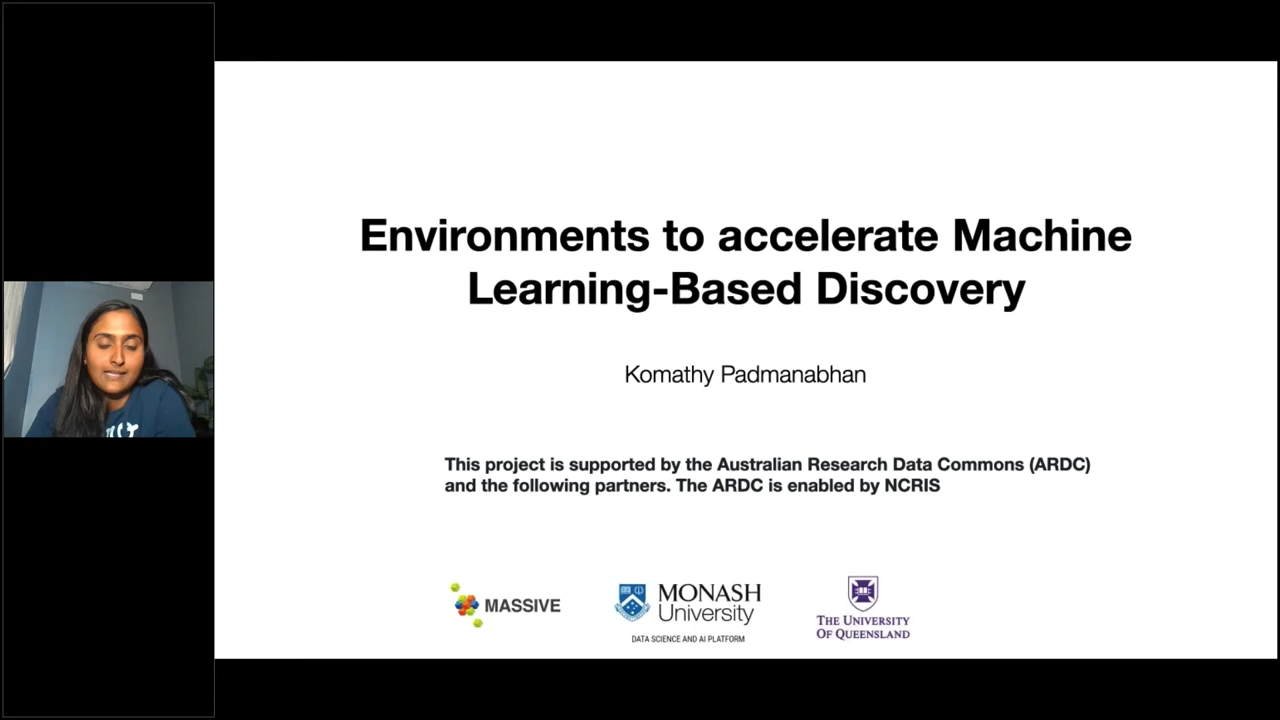 Environments to accelerate Machine
Learning-Based Discovery
Komathy Padmanabhan
This project is supported by the Australian Research Data Commons (ARDC)
and the following partners. The ARDC is enabled by NCRIS
MASSIVE
MONASH
University
DATA SCIENCE AND AI PLATFORM
THE UNIVERSITY
OF QUEENSLAND